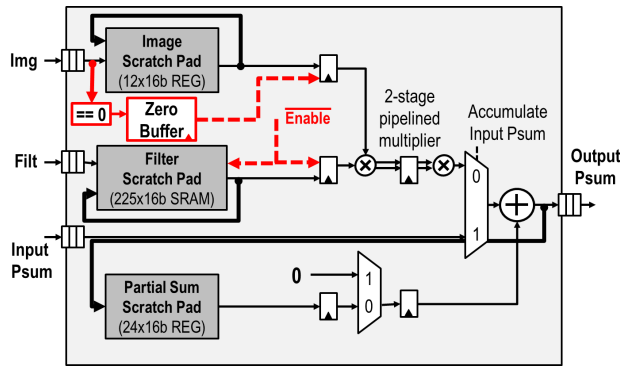 Img
Image
Scratch Pad
(12x16b REG)
== 0
Zero
Buffer
Enable
2-stage
pipelined
multiplier
Accumulate
Input Psum
Filt
Filter
Scratch Pad
(225x16b SRAM)
0
1
Output
Psum
Input
Psum
Partial Sum
Scratch Pad
(24x16b REG)
0
1
0